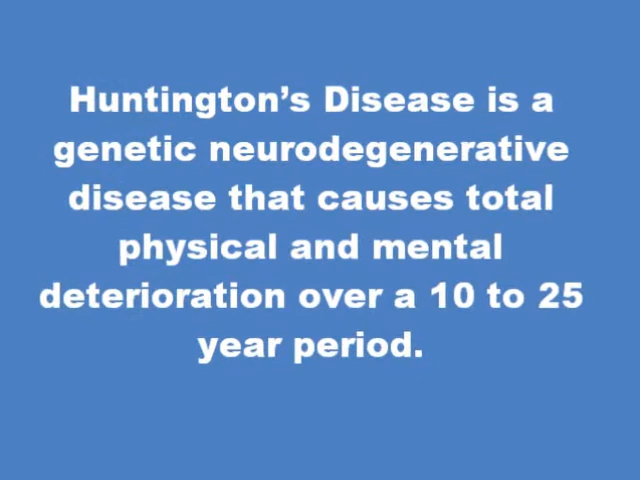 Huntington’s Disease is a
genetic neurodegenerative
disease that causes total
physical and mental
deterioration over a 10 to 25
year period.